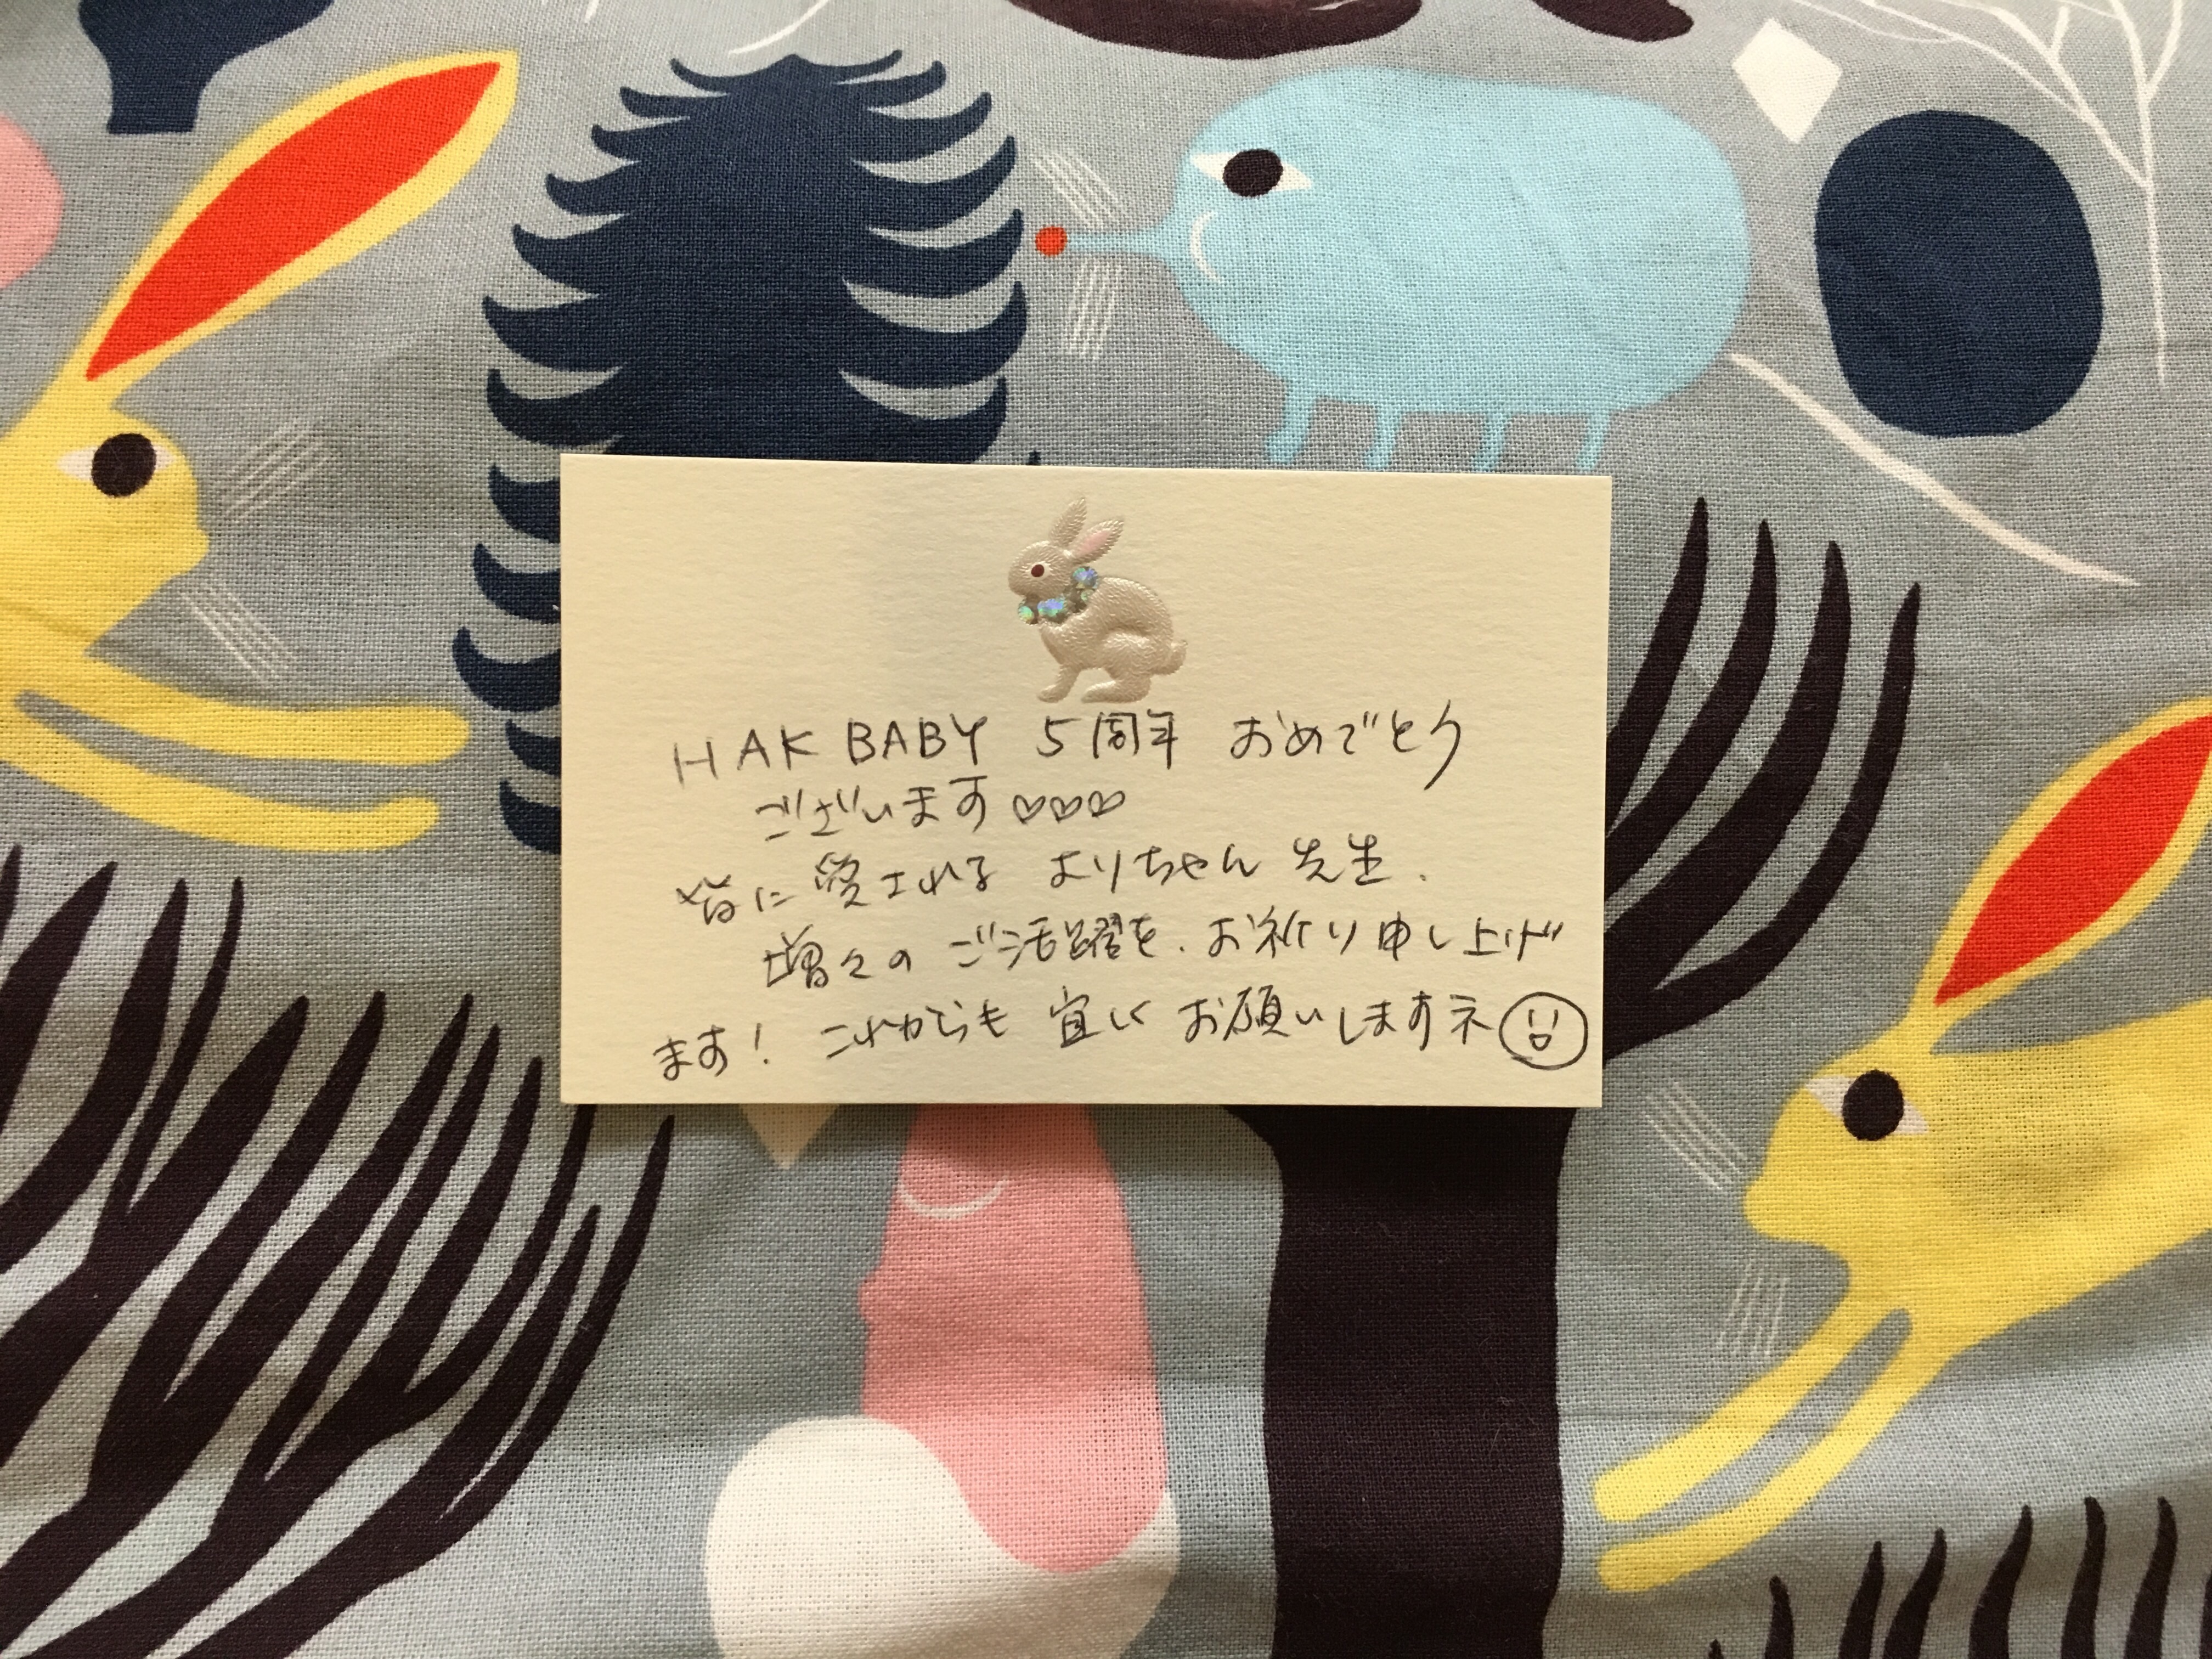 HAK BABY 5周年 おめでとう
ございます♡♡♡
皆に愛される よりちゃん 先生.
増々の ご活躍を、お祈り申し上げ
ます! これからも 宜しく お願いしますネ